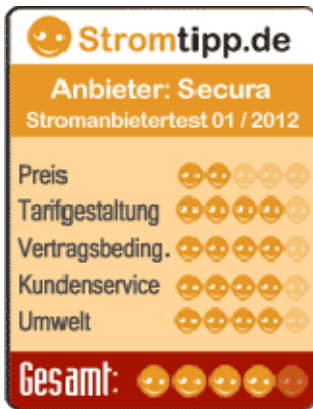 Stromtipp.de
Anbieter: Secura
Stromanbietertest 01 / 2012
Preis
Tarifgestaltung
Vertragsbeding.
Kundenservice
Umwelt
Gesamt: